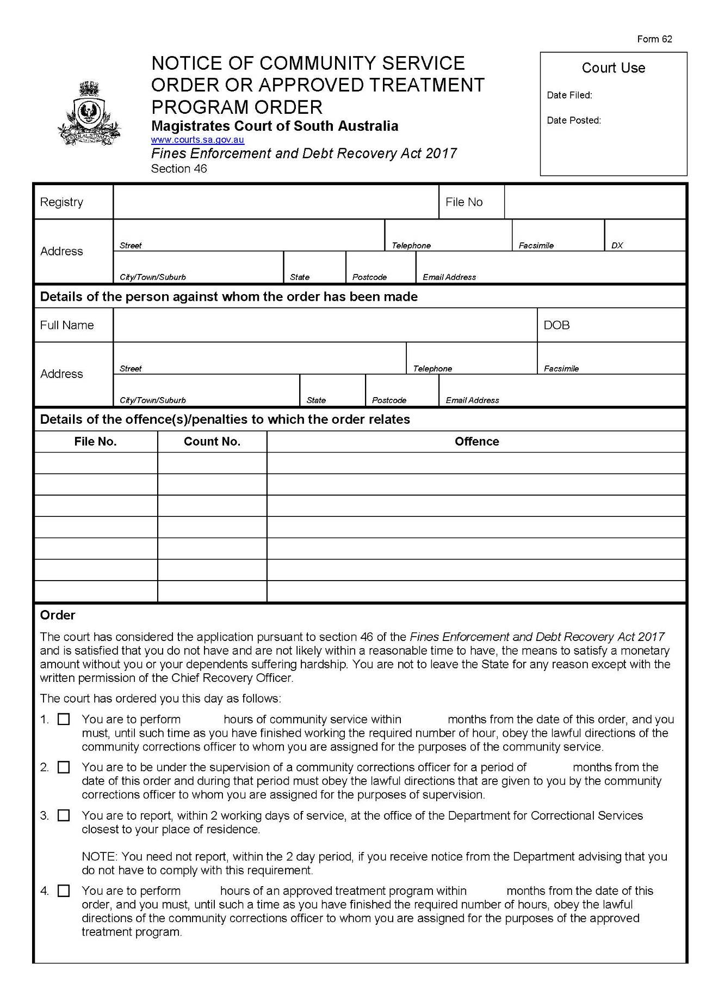 Form 62
NOTICE OF COMMUNITY SERVICE
ORDER OR APPROVED TREATMENT
PROGRAM ORDER
Magistrates Court of South Australia
www.courts.sa.gov.au
Fines Enforcement and Debt Recovery Act 2017
Section 46
Court Use
Date Filed:
Date Posted:
Registry
File No
Address
Street
Telephone
Facsimile
DX
City/Town/Suburb
State
Postcode
Email Address
Details of the person against whom the order has been made
Full Name
DOB
Address
Street
Telephone
Facsimile
City/Town/Suburb
State
Postcode
Email Address
Details of the offence(s)/penalties to which the order relates
File No.
Count No.
Offence
Order
The court has considered the application pursuant to section 46 of the Fines Enforcement and Debt Recovery Act 2017
and is satisfied that you do not have and are not likely within a reasonable time to have, the means to satisfy a monetary
amount without you or your dependents suffering hardship. You are not to leave the State for any reason except with the
written permission of the Chief Recovery Officer.
The court has ordered you this day as follows:
1. You are to perform hours of community service within months from the date of this order, and you
must, until such time as you have finished working the required number of hour, obey the lawful directions of the
community corrections officer to whom you are assigned for the purposes of the community service.
2. You are to be under the supervision of a community corrections officer for a period of months from the
date of this order and during that period must obey the lawful directions that are given to you by the community
corrections officer to whom you are assigned for the purposes of supervision.
3. You are to report, within 2 working days of service, at the office of the Department for Correctional Services
closest to your place of residence.
NOTE: You need not report, within the 2 day period, if you receive notice from the Department advising that you
do not have to comply with this requirement.
4. You are to perform hours of an approved treatment program within months from the date of this
order, and you must, until such a time as you have finished the required number of hours, obey the lawful
directions of the community corrections officer to whom you are assigned for the purposes of the approved
treatment program.